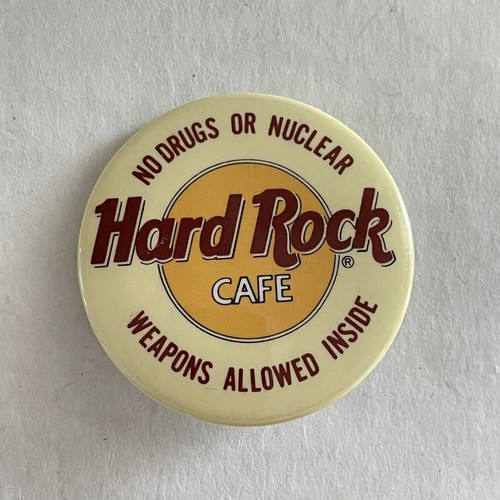 NO DRUGS OR NUCLEAR
Hard Rock
®
CAFE
WEAPONS ALLOWED INSIDE